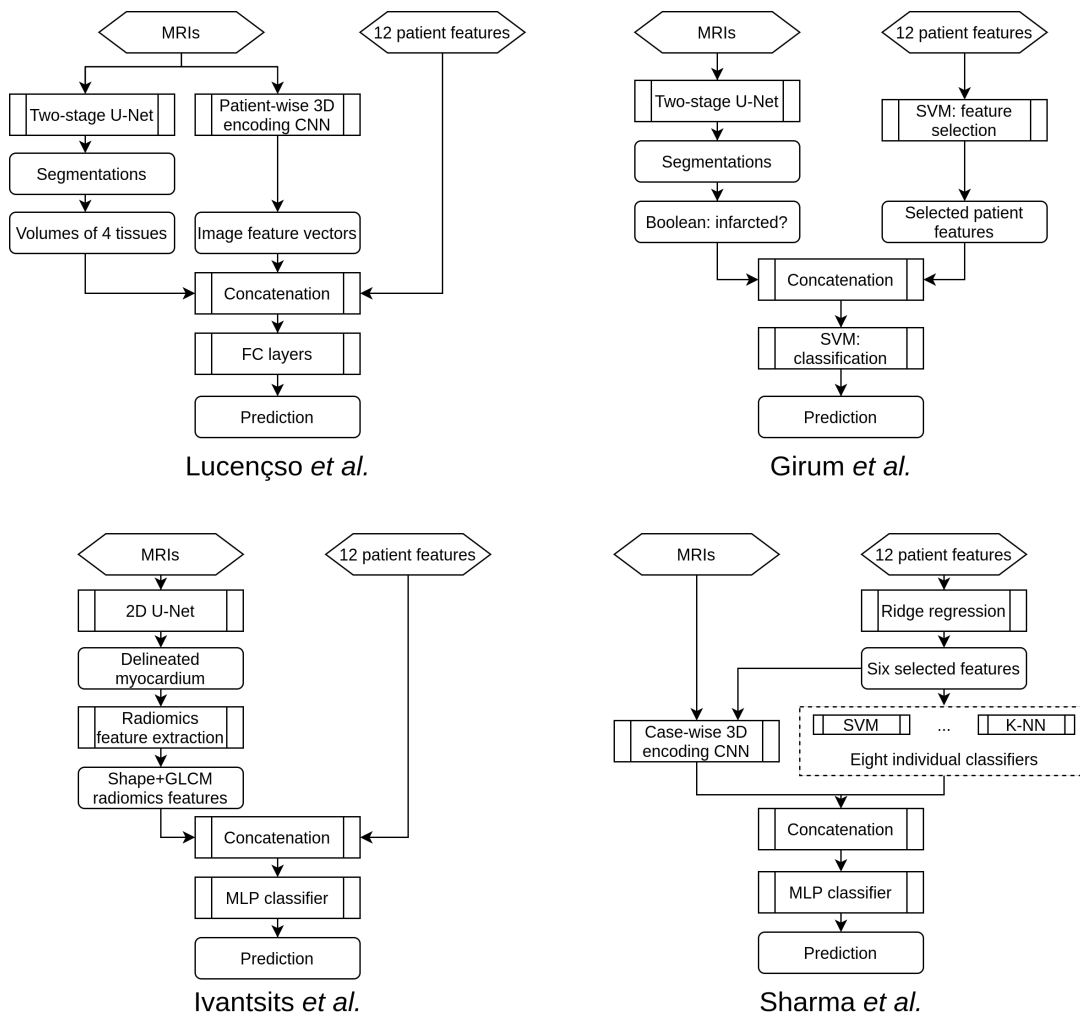 MRIs
12 patient features
Two-stage U-Net
Patient-wise 3D
encoding CNN
Segmentations
Volumes of 4 tissues
Image feature vectors
Concatenation
FC layers
Prediction
Lucençso et al.
MRIs
12 patient features
Two-stage U-Net
SVM: feature
selection
Segmentations
Boolean: infarcted?
Selected patient
features
Concatenation
SVM:
classification
Prediction
Girum et al.
MRIs
12 patient features
2D U-Net
Delineated
myocardium
Radiomics
feature extraction
Shape+GLCM
radiomics features
Concatenation
MLP classifier
Prediction
Ivantsits et al.
MRIs
12 patient features
Ridge regression
Six selected features
Case-wise 3D
encoding CNN
SVM ... K-NN
Eight individual classifiers
Concatenation
MLP classifier
Prediction
Sharma et al.